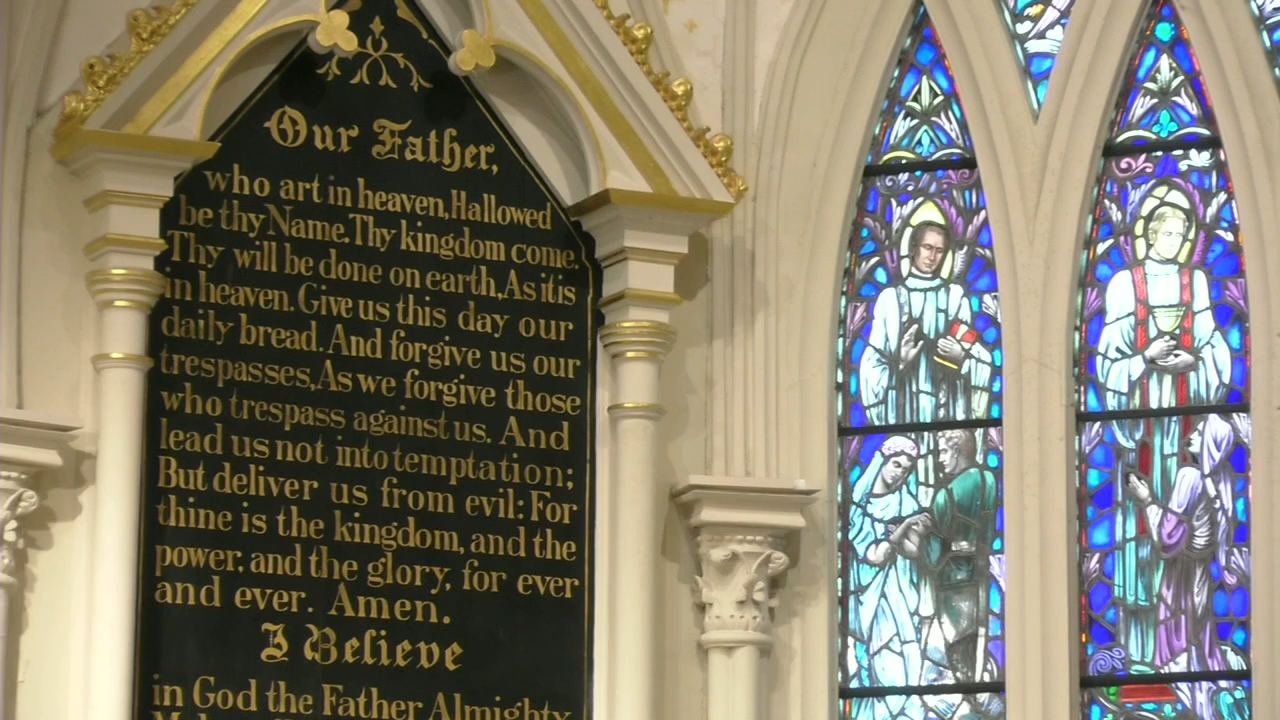 Our Father,
who art in heaven, Hallowed
be thy Name. Thy kingdom come.
Thy will be done on earth, As it is
in heaven. Give us this day our
daily bread. And forgive us our
trespasses, As we forgive those
who trespass against us. And
lead us not into temptation;
But deliver us from evil: For
thine is the kingdom, and the
power, and the glory, for ever
and ever. Amen.
I Believe
in God the Father Almighty